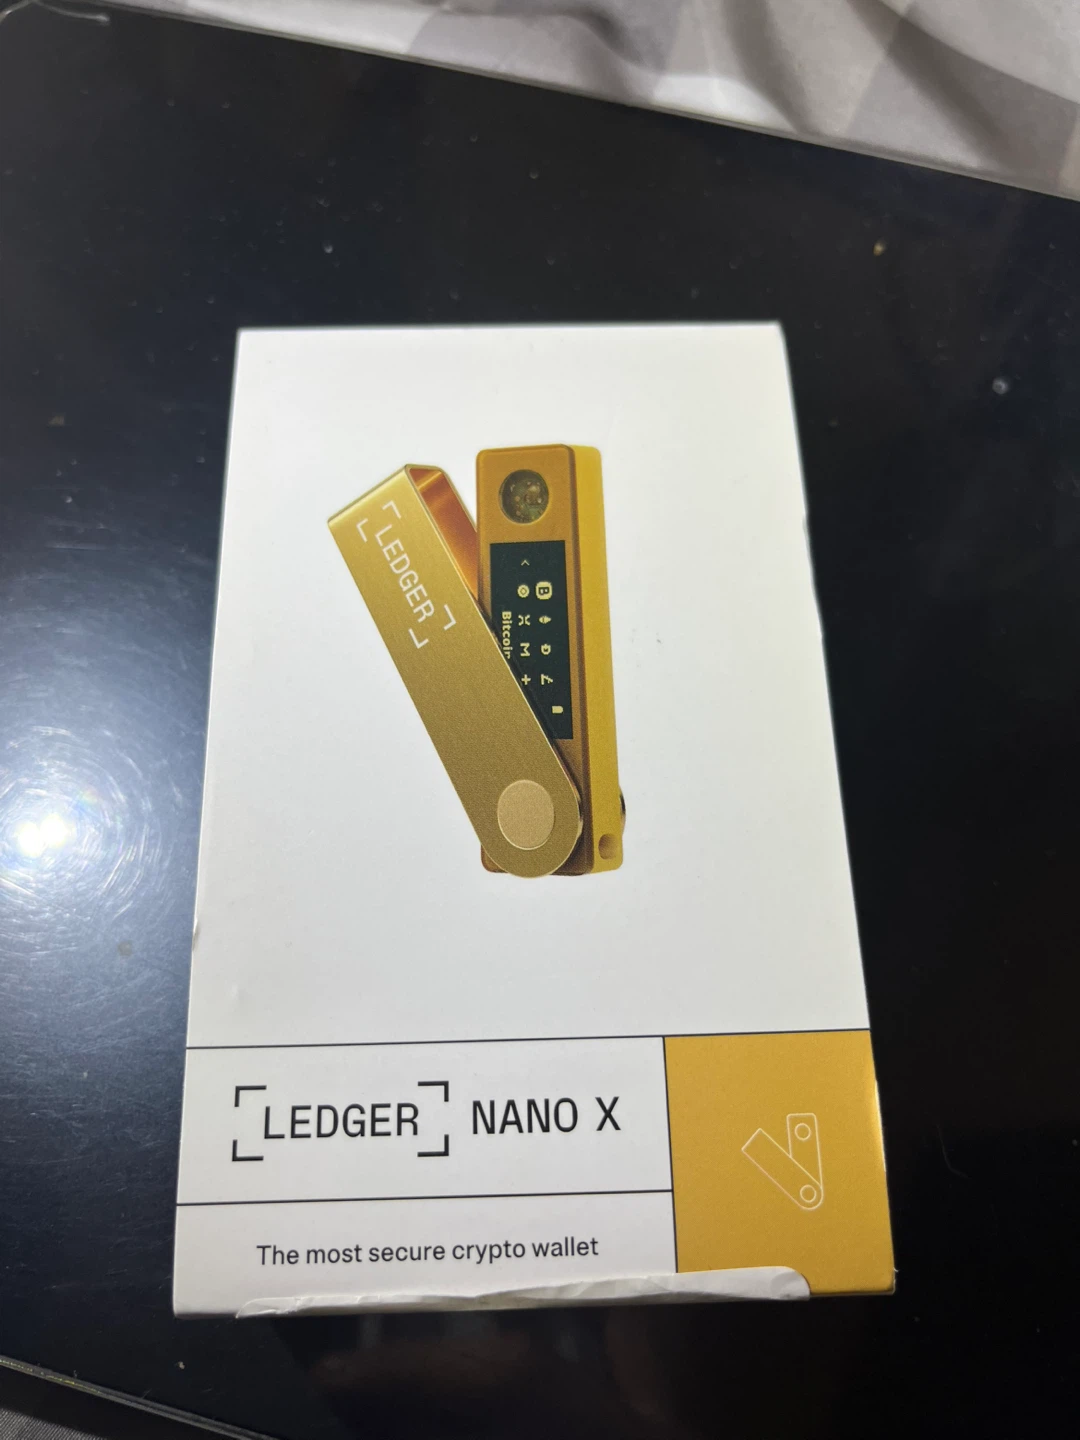 LEDGER
Bitcoin
LEDGER NANO X
The most secure crypto wallet